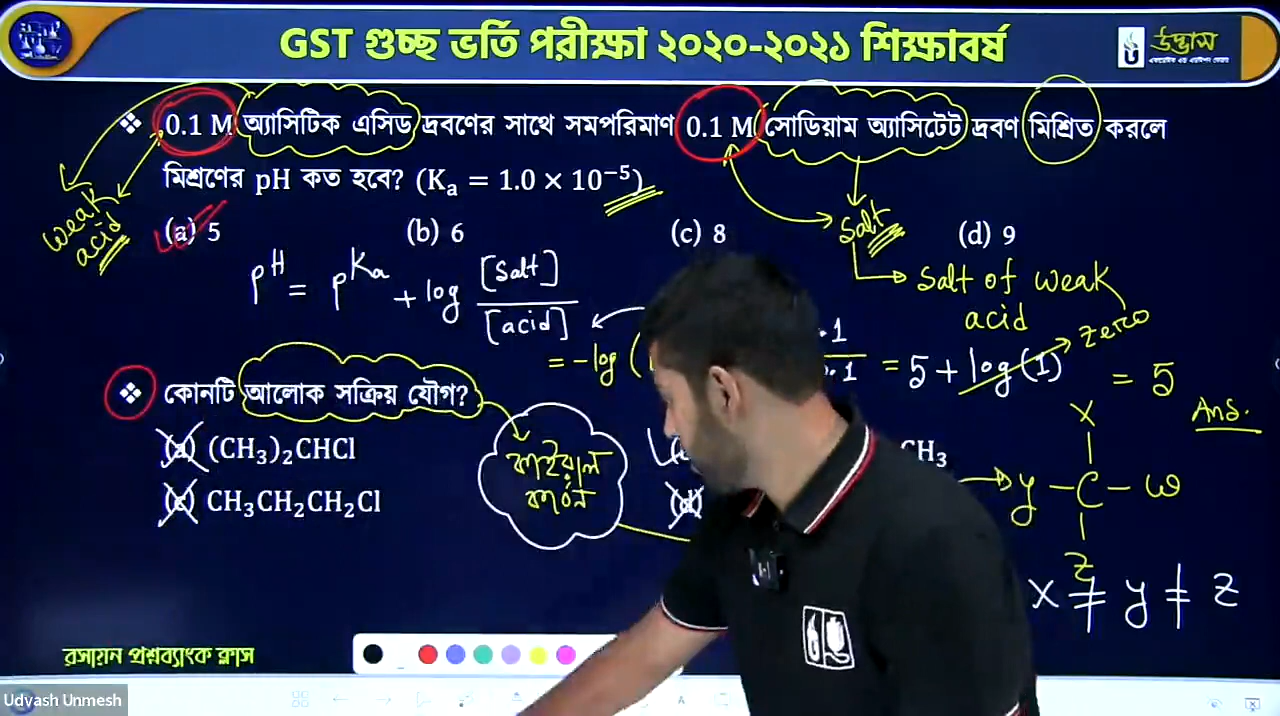 GST গুচ্ছ ভর্তি পরীক্ষা ২০২০-২০২১ শিক্ষাবর্ষ
উদ্ভাস
❖ 0.1 M অ্যাসিটিক এসিড দ্রবণের সাথে সমপরিমাণ 0.1 M সোডিয়াম অ্যাসিটেট দ্রবণ মিশ্রিত করলে
মিশ্রণের pH কত হবে? (Kₐ = 1.0 × 10⁻⁵)
weak acid
(a) 5 (b) 6 (c) 8 (d) 9
Salt
Salt of weak acid
pH = pKa + log [Salt] / [acid]
= -log (
·1 / ·1 = 5 + log(1) zero = 5
Ans.
❖ কোনটি আলোক সক্রিয় যৌগ?
(a) (CH₃)₂CHCl
CH₃
(c) CH₃CH₂CH₂Cl
(d)
কাইরাল
কার্বন
x
y – C – w
z
x ≠ y ≠ z
রসায়ন প্রশ্নব্যাংক ক্লাস
Udvash Unmesh